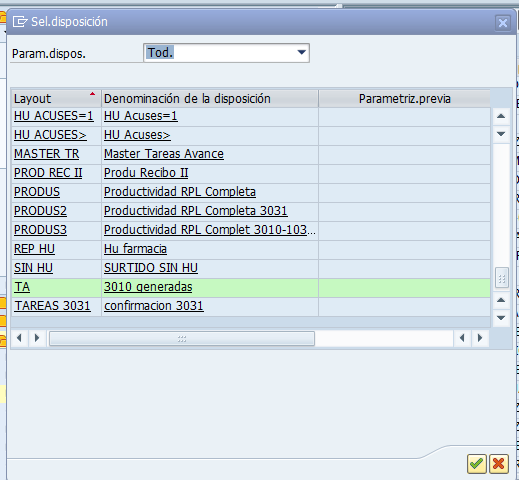 Sel.disposición
Param.dispos. Tod.
Layout Denominación de la disposición Parametriz.previa
HU ACUSES=1 HU Acuses=1
HU ACUSES> HU Acuses>
MASTER TR Master Tareas Avance
PROD REC II Produ Recibo II
PRODUS Productividad RPL Completa
PRODUS2 Productividad RPL Completa 3031
PRODUS3 Productividad RPL Complet 3010-103...
REP HU Hu farmacia
SIN HU SURTIDO SIN HU
TA 3010 generadas
TAREAS 3031 confirmacion 3031